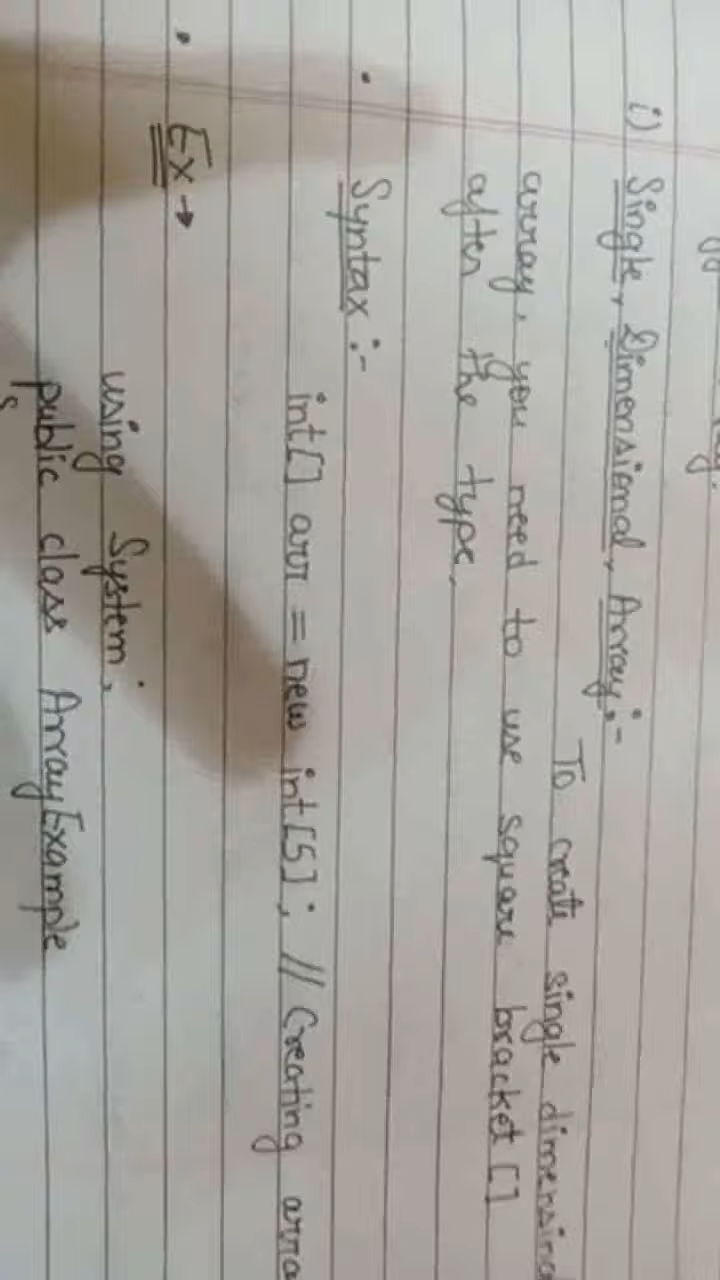 i) Single, Dimensional, Array:-
To create single dimensiona
array, you need to use square bracket []
after the type.
Syntax :-
int[] arr = new int[5]; // Creating arra
Ex →
using System;
public class ArrayExample